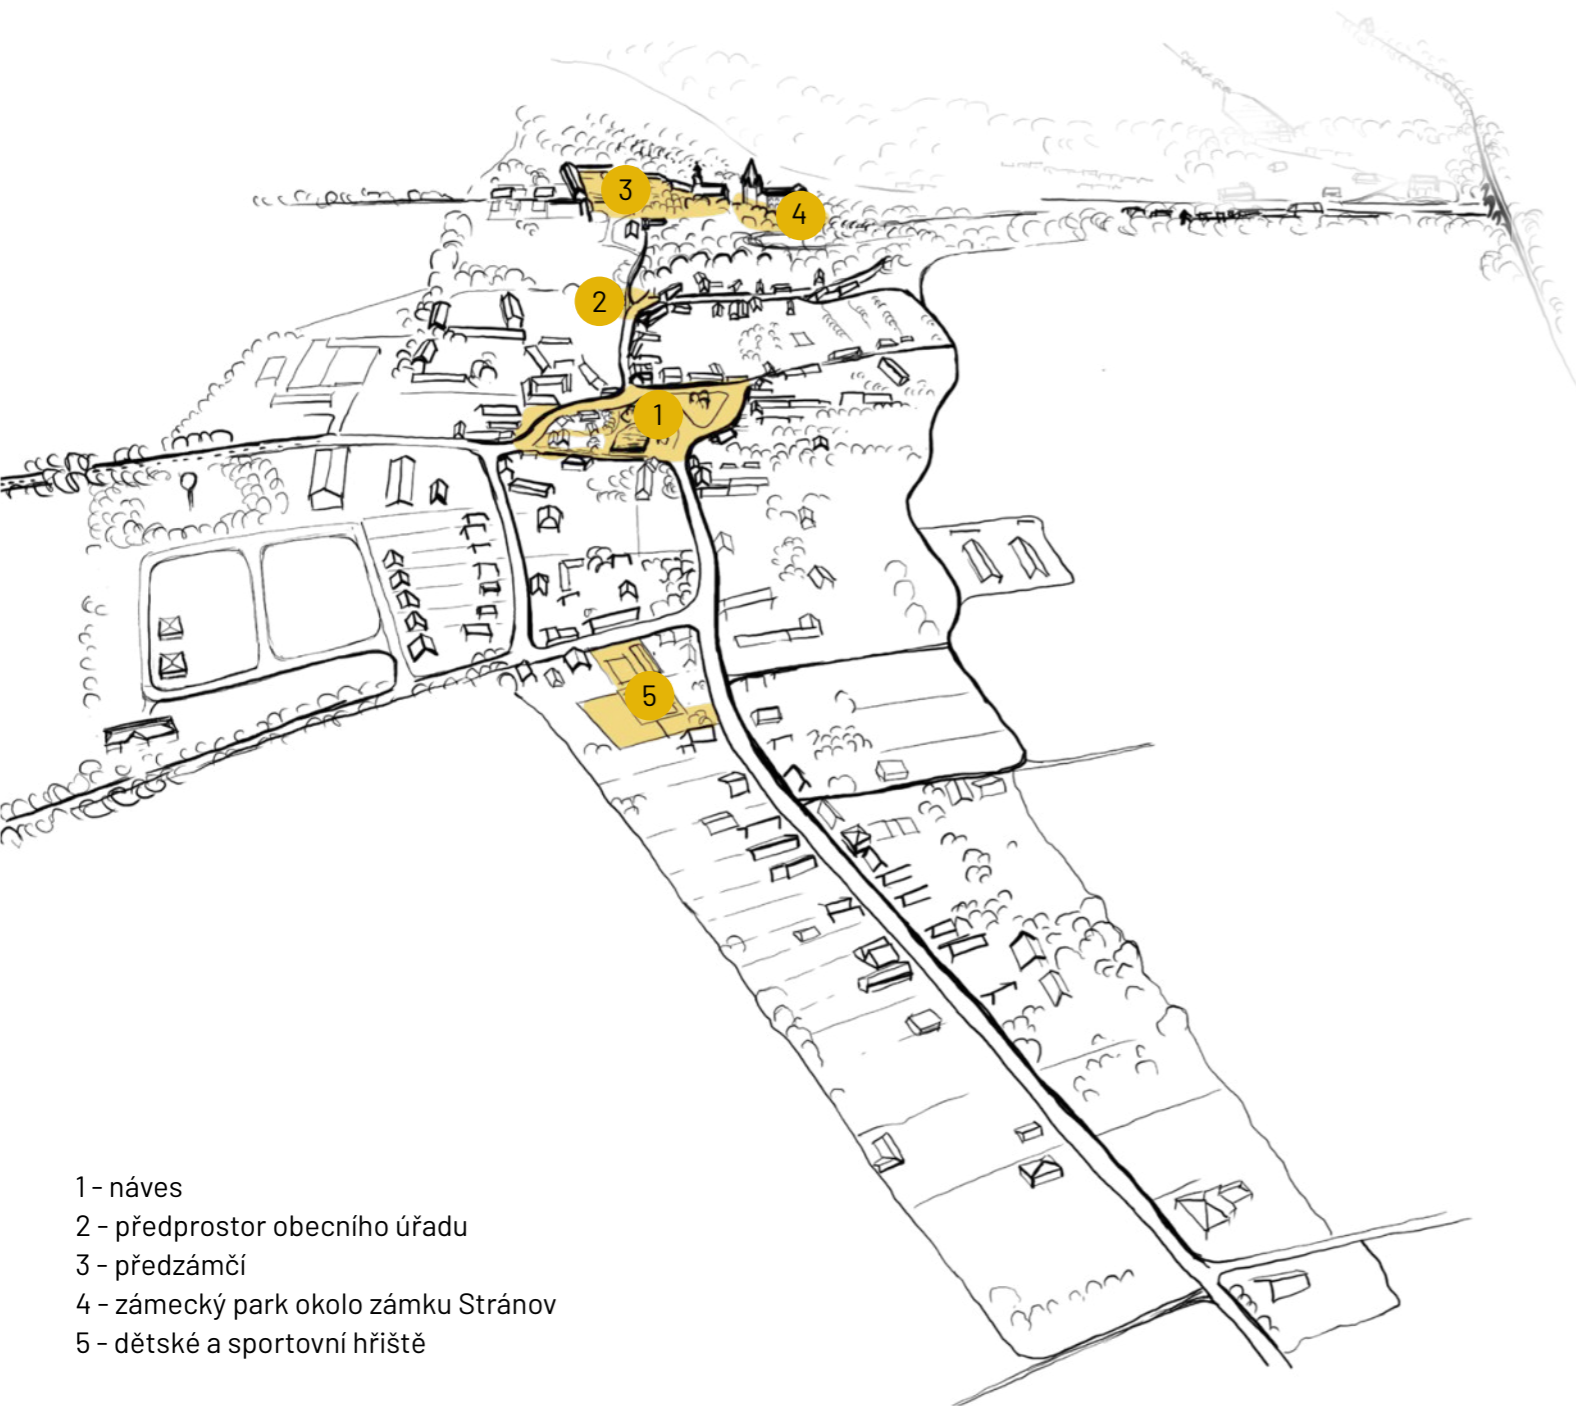 3
4
2
1
5
1 - náves
2 - předprostor obecního úřadu
3 - předzámčí
4 - zámecký park okolo zámku Stránov
5 - dětské a sportovní hřiště